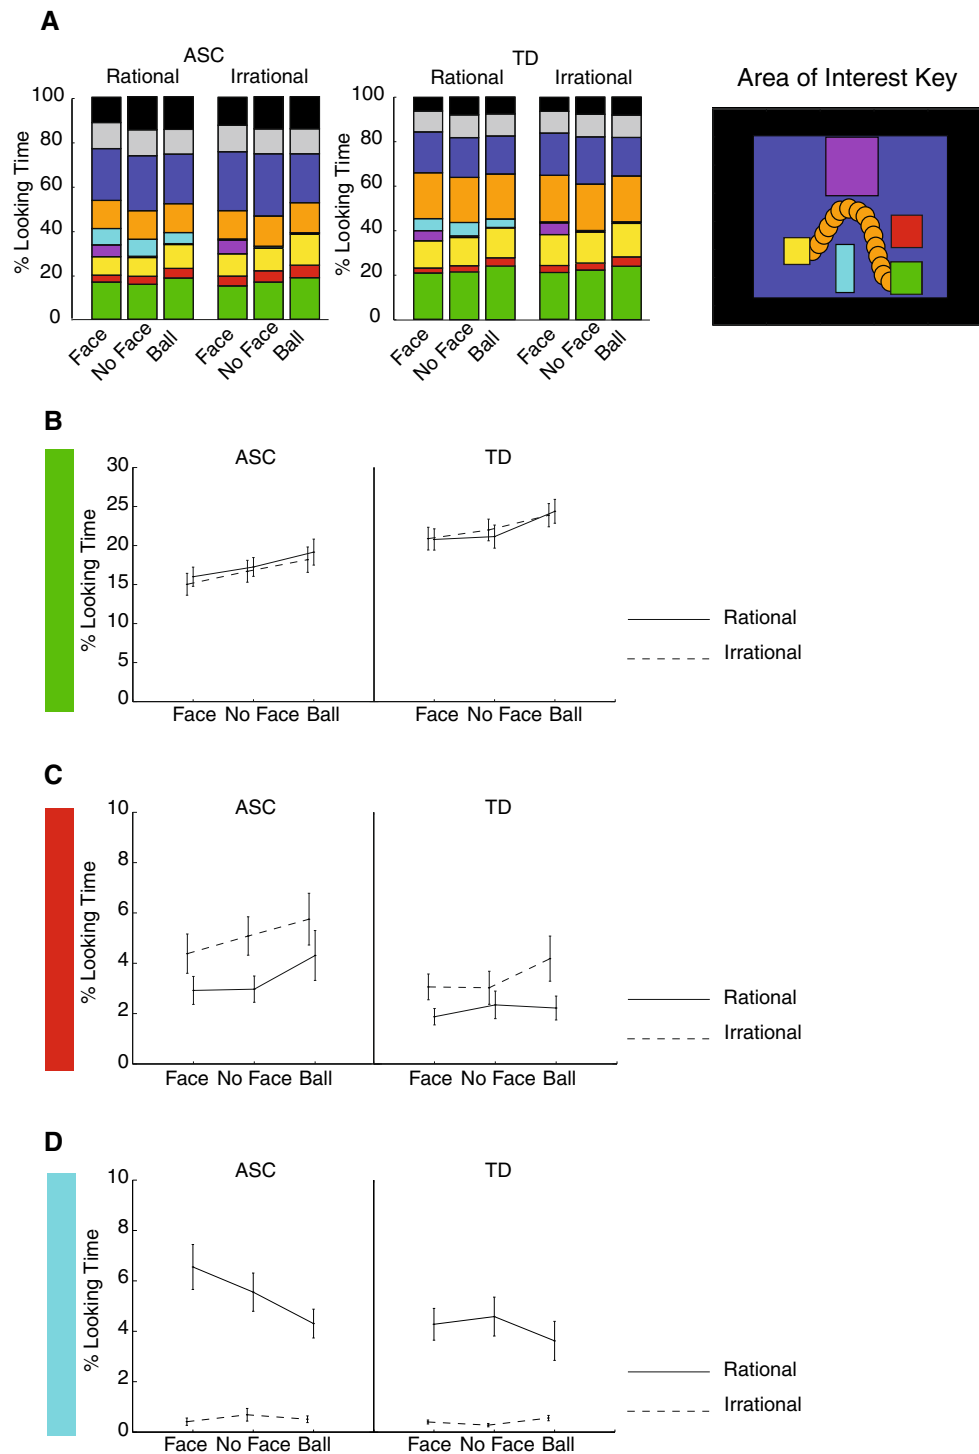 A
ASC
TD
Rational
Irrational
Rational
Irrational
Area of Interest Key
% Looking Time
100
80
60
40
20
0
Face
No Face
Ball
Face
No Face
Ball
% Looking Time
100
80
60
40
20
0
Face
No Face
Ball
Face
No Face
Ball
B
ASC
TD
% Looking Time
30
25
20
15
10
5
0
Face No Face Ball
Face No Face Ball
Rational
Irrational
C
ASC
TD
% Looking Time
10
8
6
4
2
0
Face No Face Ball
Face No Face Ball
Rational
Irrational
D
ASC
TD
% Looking Time
10
8
6
4
2
0
Face No Face Ball
Face No Face Ball
Rational
Irrational